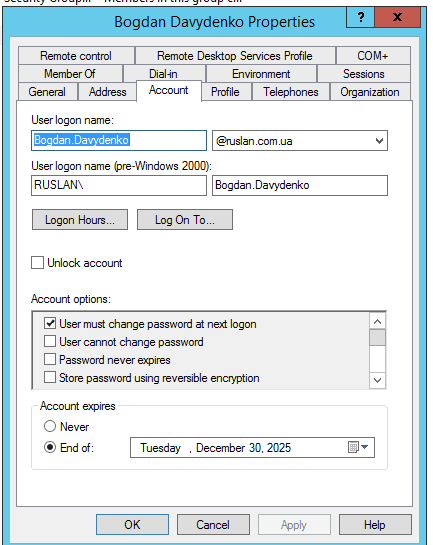 Members in this group c...
Bogdan Davydenko Properties
? x
Remote control Remote Desktop Services Profile COM+
Member Of Dial-in Environment Sessions
General Address Account Profile Telephones Organization
User logon name:
Bogdan.Davydenko @ruslan.com.ua
User logon name (pre-Windows 2000):
RUSLAN\ Bogdan.Davydenko
Logon Hours... Log On To...
Unlock account
Account options:
User must change password at next logon
User cannot change password
Password never expires
Store password using reversible encryption
Account expires
Never
End of: Tuesday , December 30, 2025
OK Cancel Apply Help